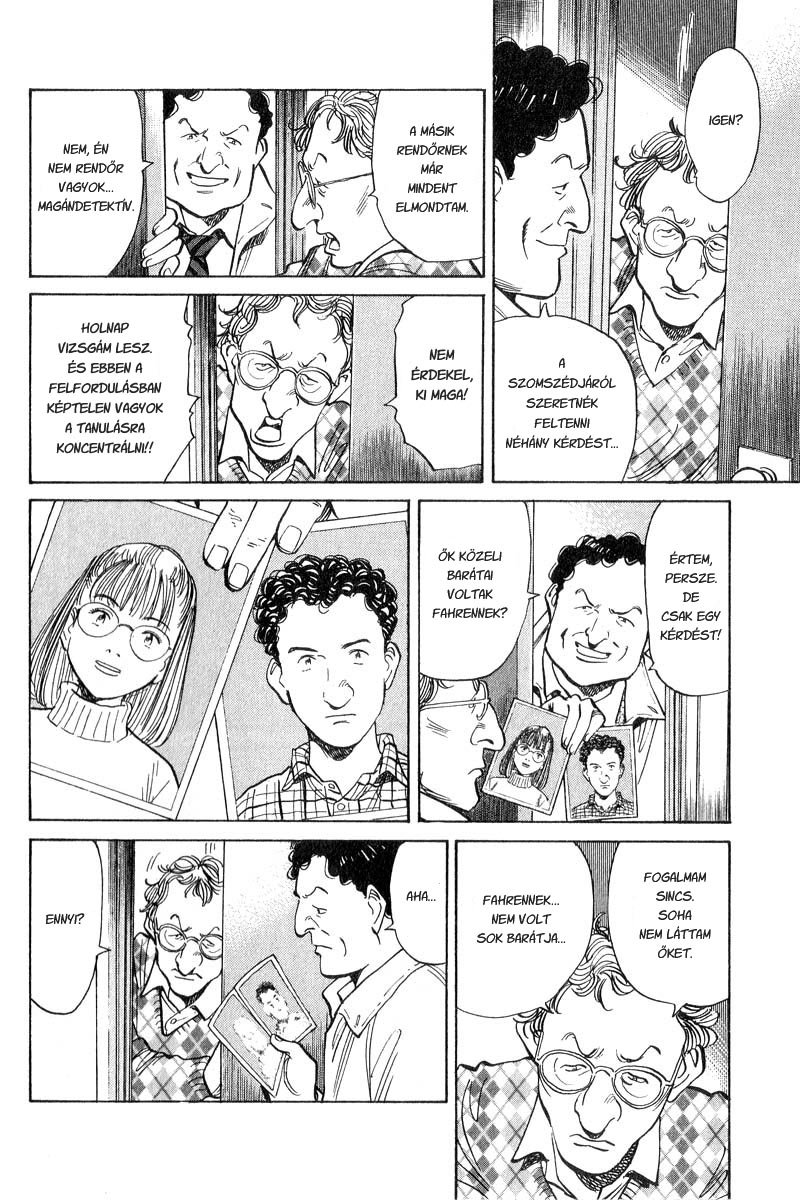 IGEN?
A
SZOMSZÉDJÁRÓL
SZERETNÉK
FELTENNI
NÉHÁNY KÉRDÉST...
A MÁSIK
RENDŐRNEK
MÁR
MINDENT
ELMONDTAM.
NEM, ÉN
NEM RENDŐR
VAGYOK...
MAGÁNDETEKTÍV.
NEM
ÉRDEKEL,
KI MAGA!
HOLNAP
VIZSGÁM LESZ.
ÉS EBBEN A
FELFORDULÁSBAN
KÉPTELEN VAGYOK
A TANULÁSRA
KONCENTRÁLNI!!
ÉRTEM,
PERSZE.
DE
CSAK EGY
KÉRDÉST!
ŐK KÖZELI
BARÁTAI
VOLTAK
FAHRENNEK?
FOGALMAM
SINCS.
SOHA
NEM LÁTTAM
ŐKET.
FAHRENNEK...
NEM VOLT
SOK BARÁTJA...
AHA...
ENNYI?